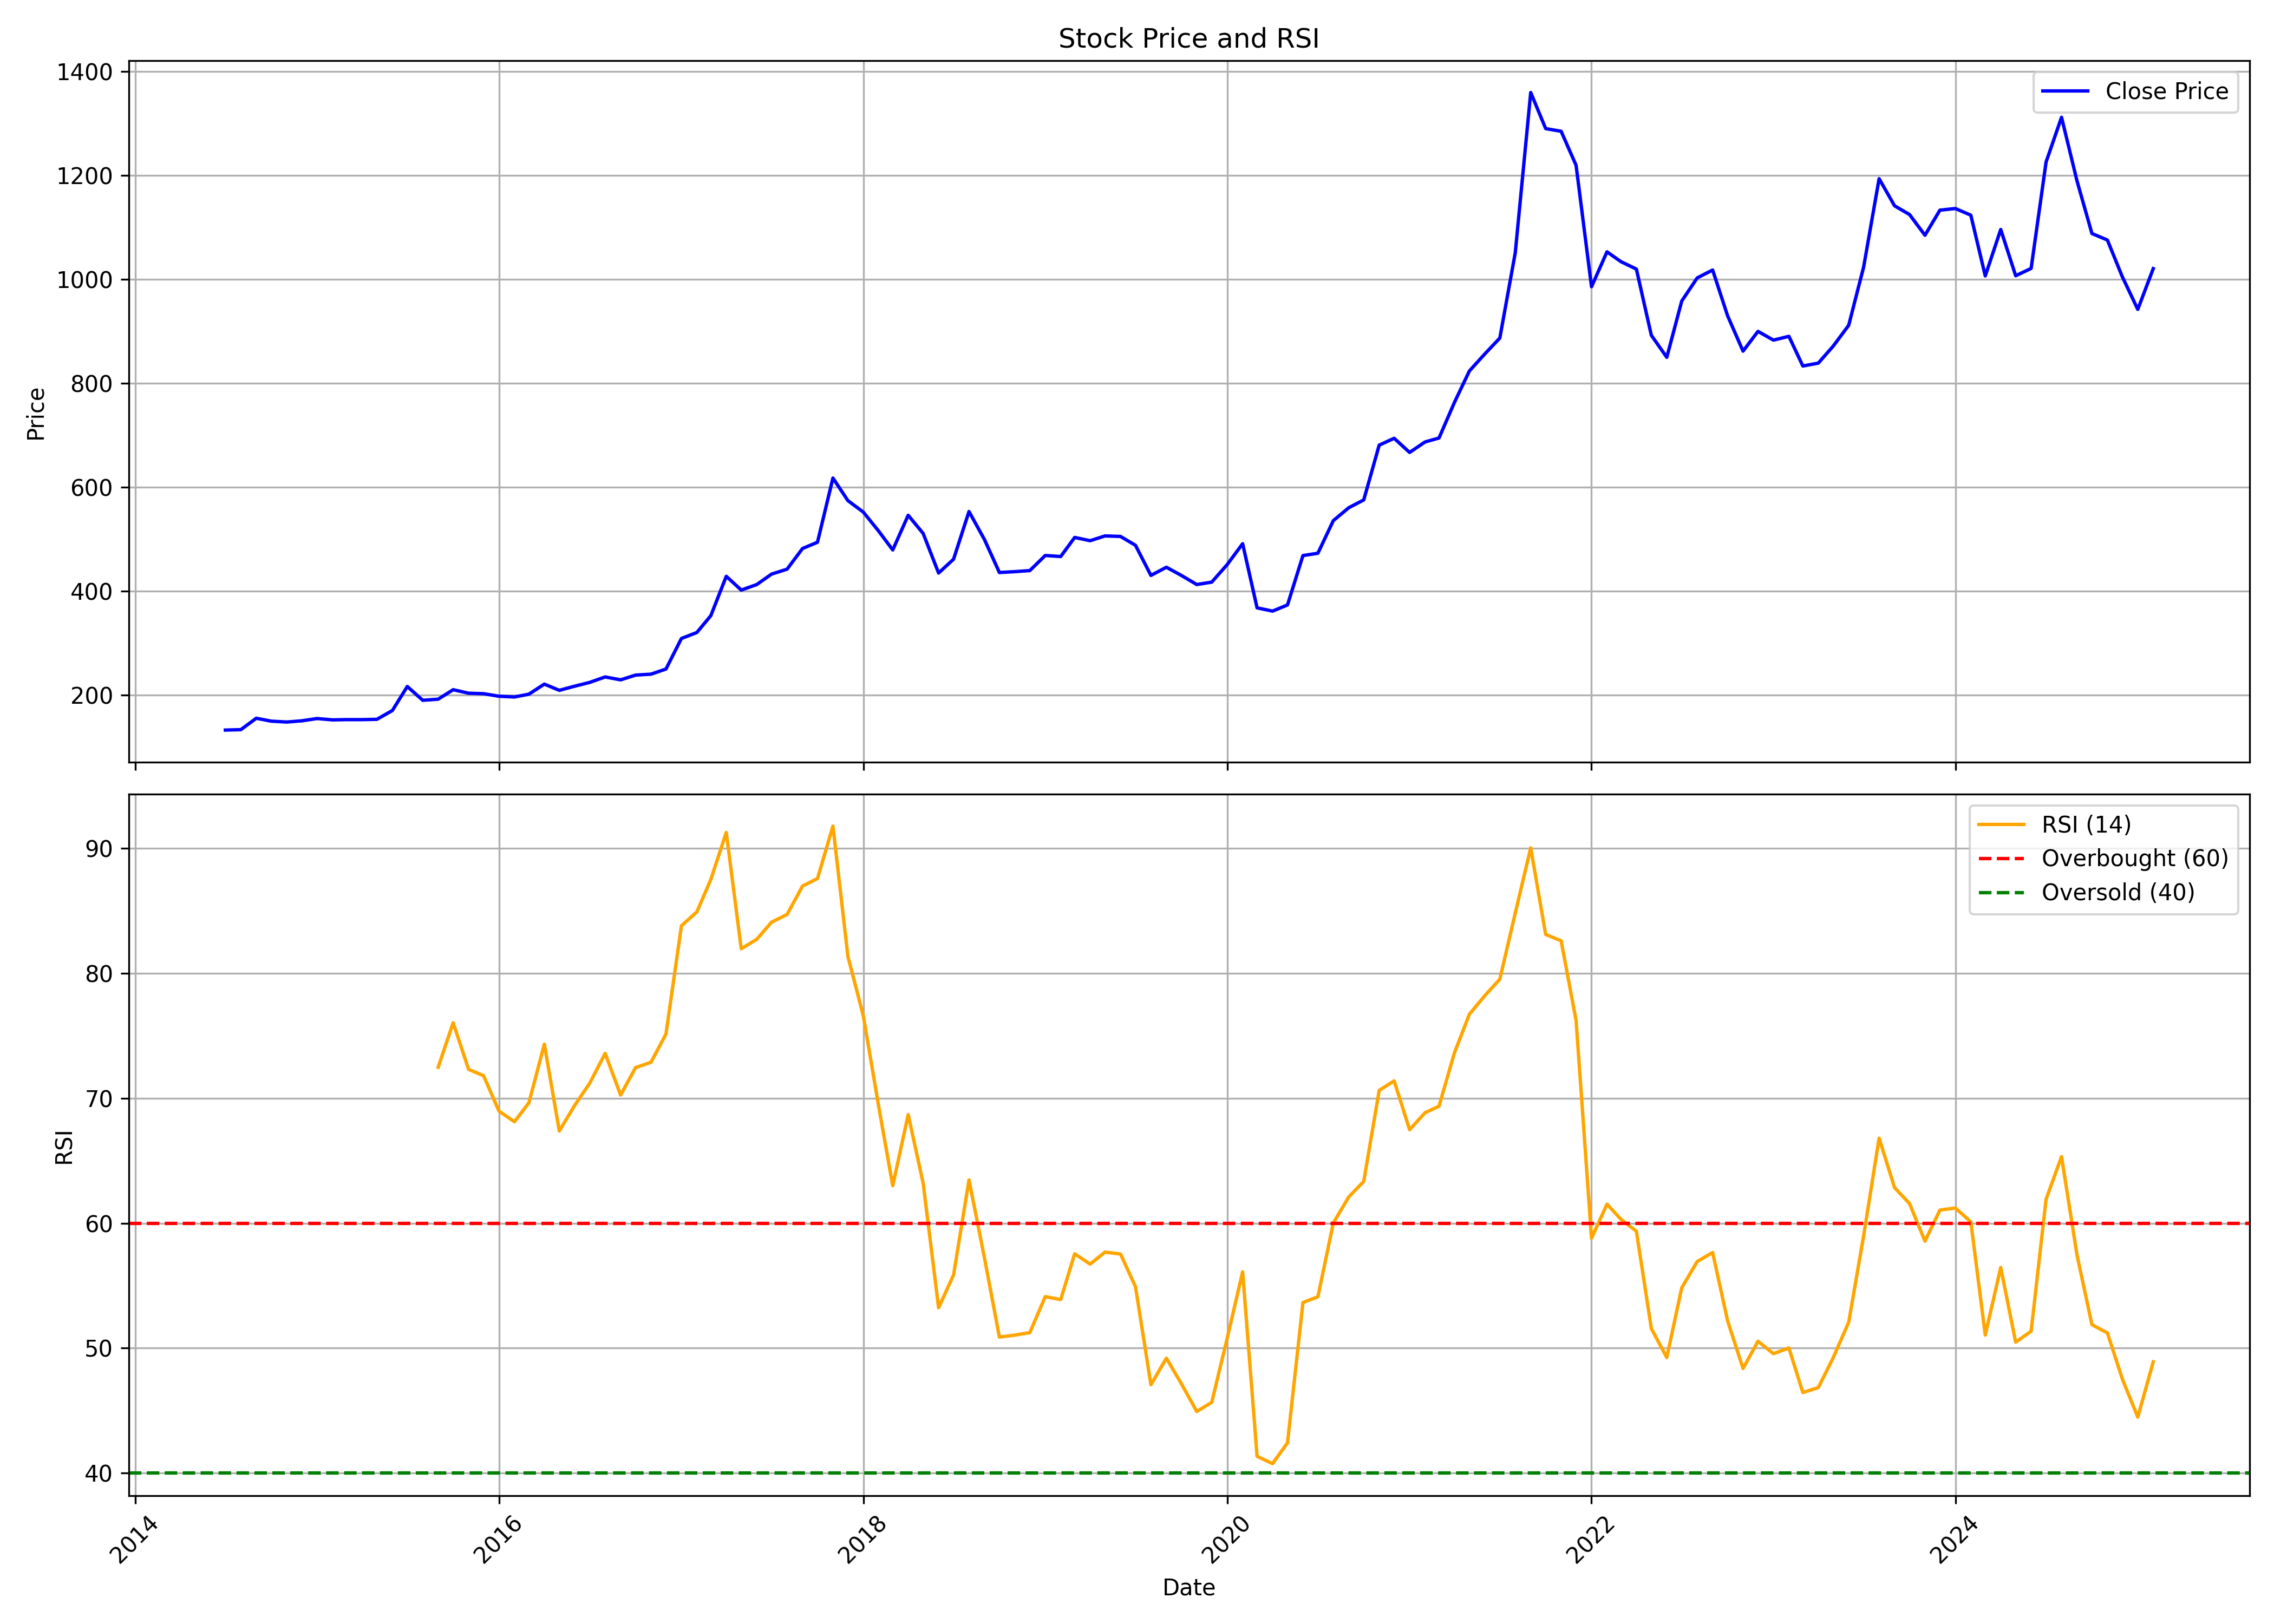 Stock Price and RSI
1400
1200
1000
800
600
400
200
Price
Close Price
90
80
70
60
50
40
RSI
RSI (14)
Overbought (60)
Oversold (40)
2014
2016
2018
2020
2022
2024
Date